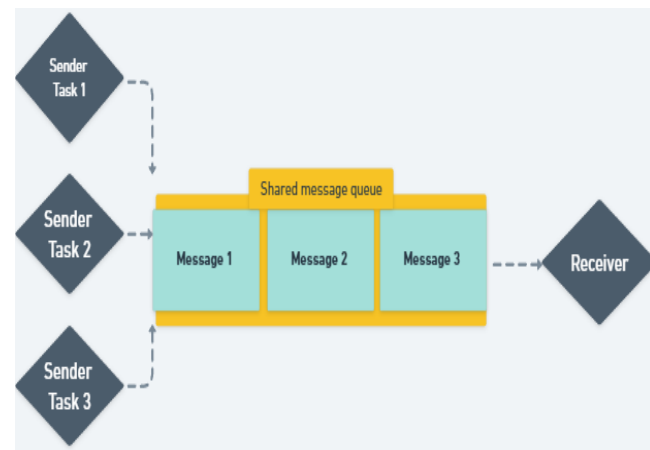 Sender
Task 1
Sender
Task 2
Sender
Task 3
Shared message queue
Message 1
Message 2
Message 3
Receiver